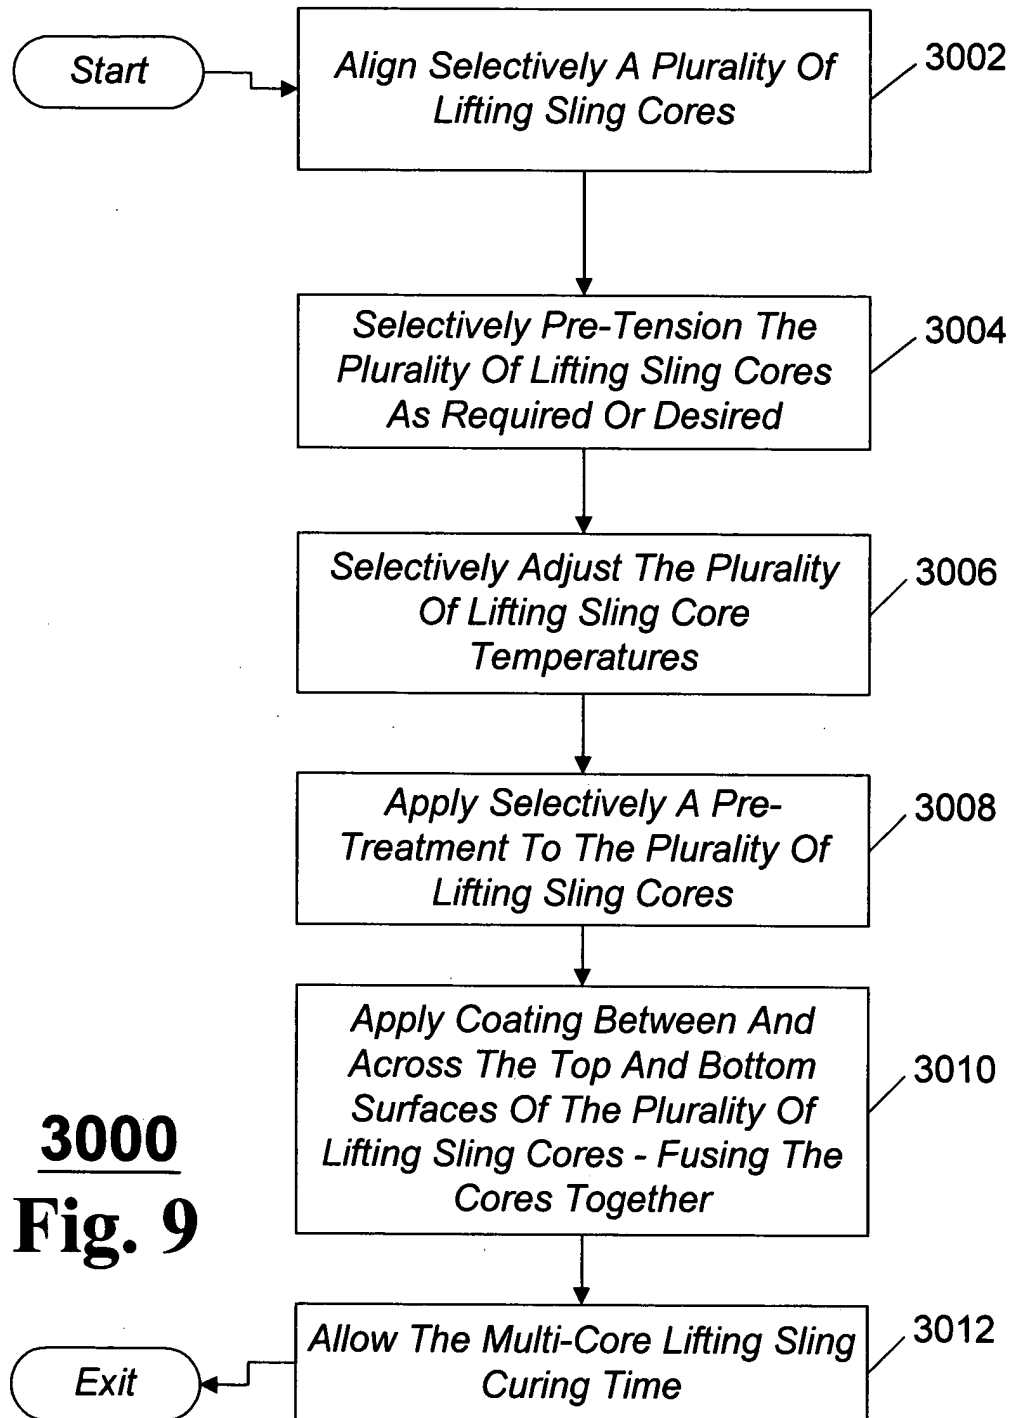 Start
Align Selectively A Plurality Of
Lifting Sling Cores
3002
Selectively Pre-Tension The
Plurality Of Lifting Sling Cores
As Required Or Desired
3004
Selectively Adjust The Plurality
Of Lifting Sling Core
Temperatures
3006
Apply Selectively A Pre-
Treatment To The Plurality Of
Lifting Sling Cores
3008
Apply Coating Between And
Across The Top And Bottom
Surfaces Of The Plurality Of
Lifting Sling Cores - Fusing The
Cores Together
3010
3000
Fig. 9
Allow The Multi-Core Lifting Sling
Curing Time
3012
Exit